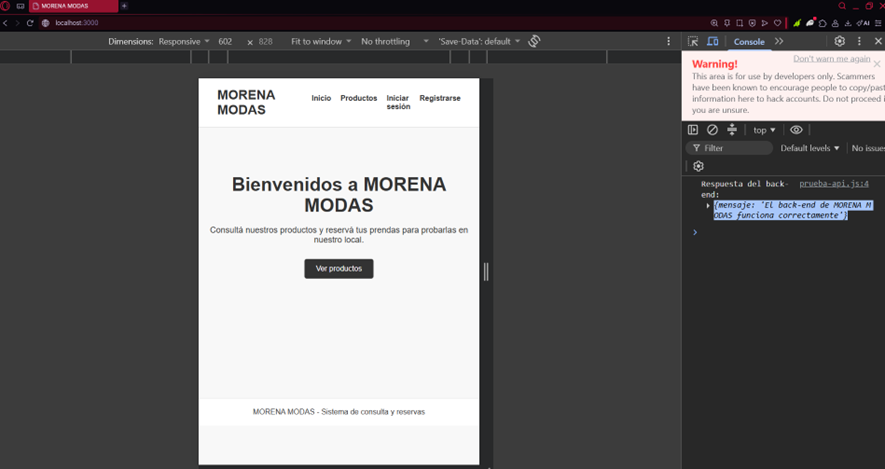 MORENA MODAS
localhost:3000
AI
Dimensions: Responsive 602 × 828 Fit to window No throttling 'Save-Data': default
Console
Warning!
Don't warn me again
This area is for use by developers only. Scammers
have been known to encourage people to copy/past
information here to hack accounts. Do not proceed i
you are unsure.
top
Filter
Default levels
No issues
Respuesta del back-
end:
prueba-api.js:4
{mensaje: 'El back-end de MORENA M
ODAS funciona correctamente'}
MORENA
MODAS
Inicio Productos Iniciar
sesión
Registrarse
Bienvenidos a MORENA
MODAS
Consultá nuestros productos y reservá tus prendas para probarlas en
nuestro local.
Ver productos
MORENA MODAS - Sistema de consulta y reservas